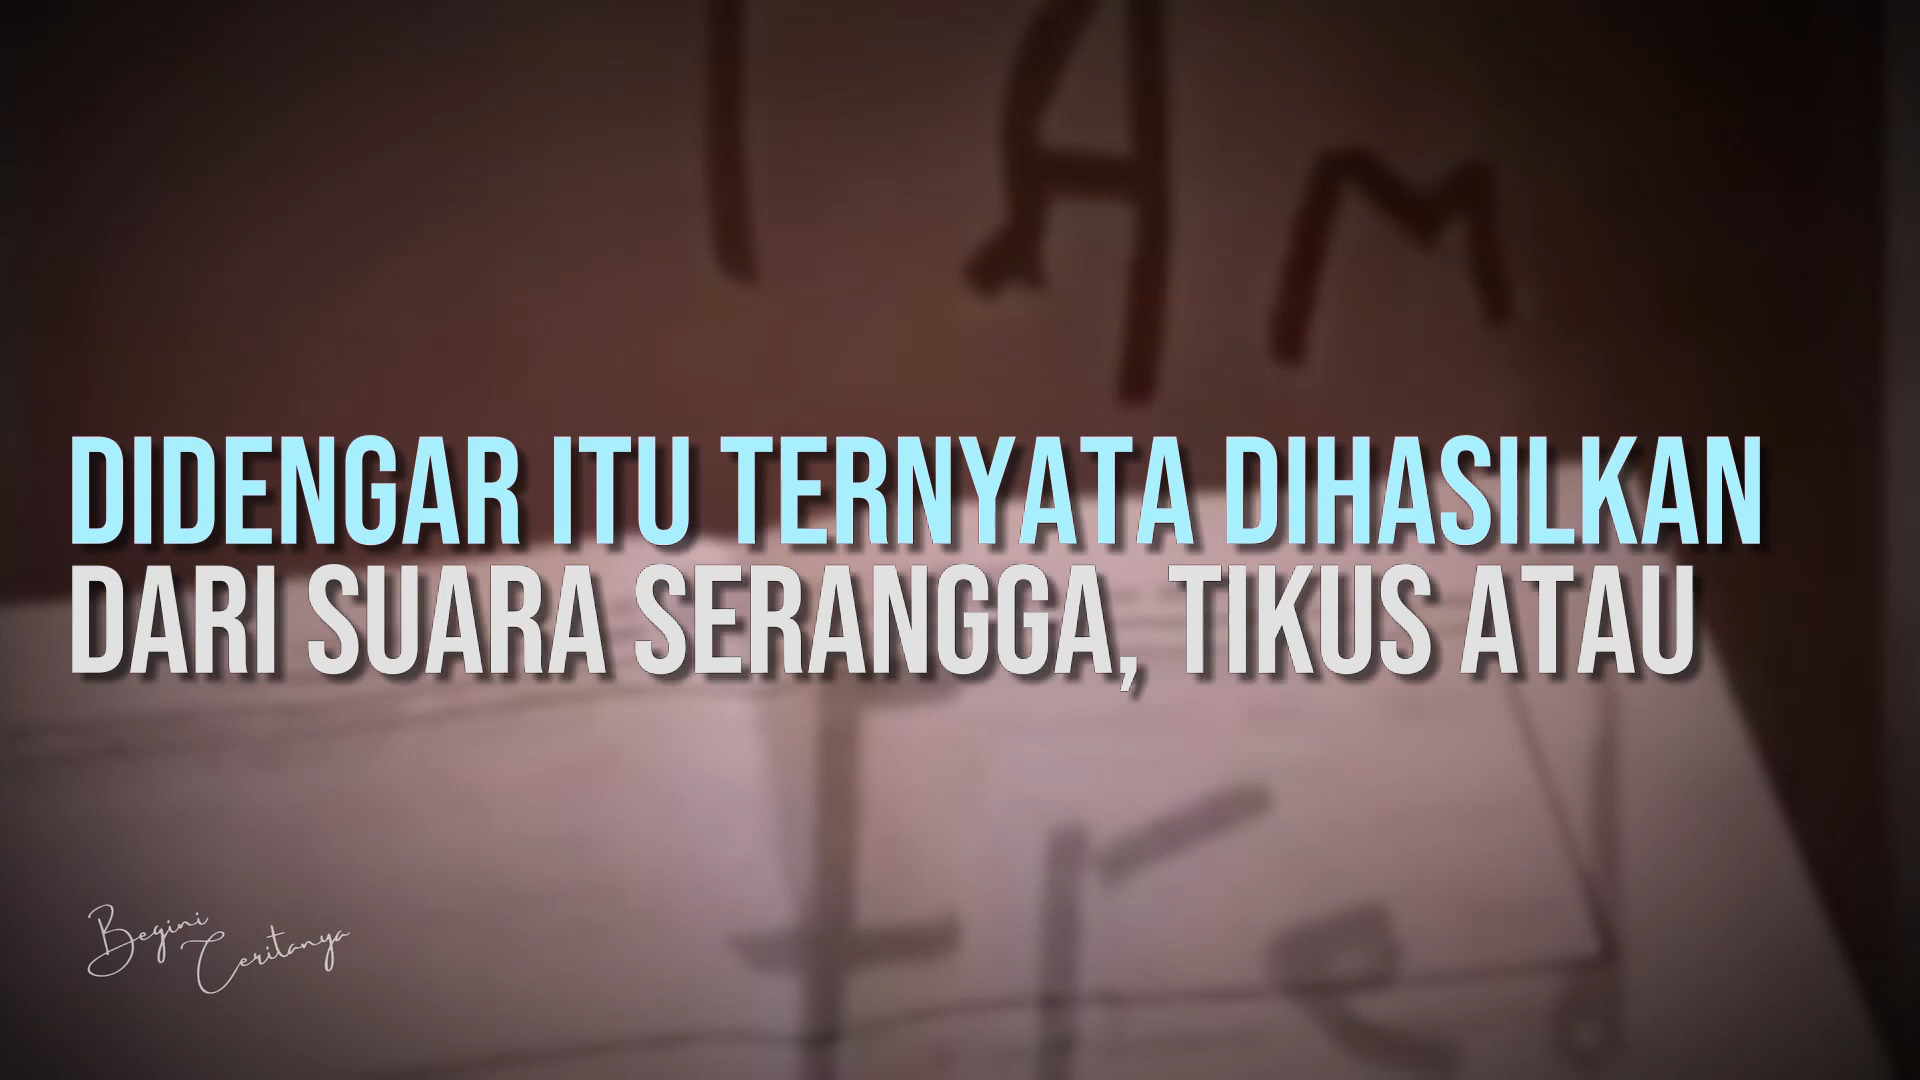 I AM
DIDENGAR ITU TERNYATA DIHASILKAN
DARI SUARA SERANGGA, TIKUS ATAU
Begini
Ceritanya